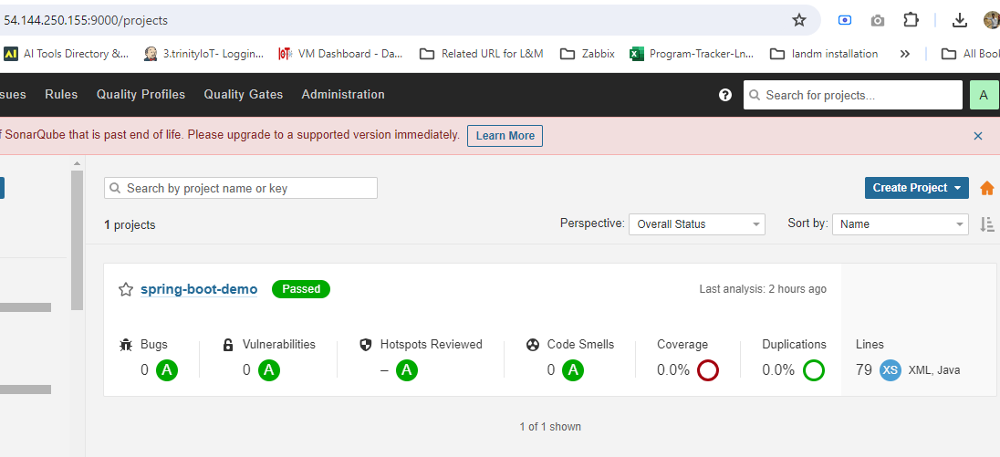 54.144.250.155:9000/projects
AI Tools Directory &... 3.trinityIoT- Loggin... VM Dashboard - Da... Related URL for L&M Zabbix Program-Tracker-Ln... landm installation » All Boo
ssues Rules Quality Profiles Quality Gates Administration ? Search for projects... A
f SonarQube that is past end of life. Please upgrade to a supported version immediately. Learn More
Search by project name or key Create Project
1 projects Perspective: Overall Status Sort by: Name
spring-boot-demo Passed Last analysis: 2 hours ago
Bugs Vulnerabilities Hotspots Reviewed Code Smells Coverage Duplications Lines
0 A 0 A – A 0 A 0.0% 0.0% 79 XS XML, Java
1 of 1 shown